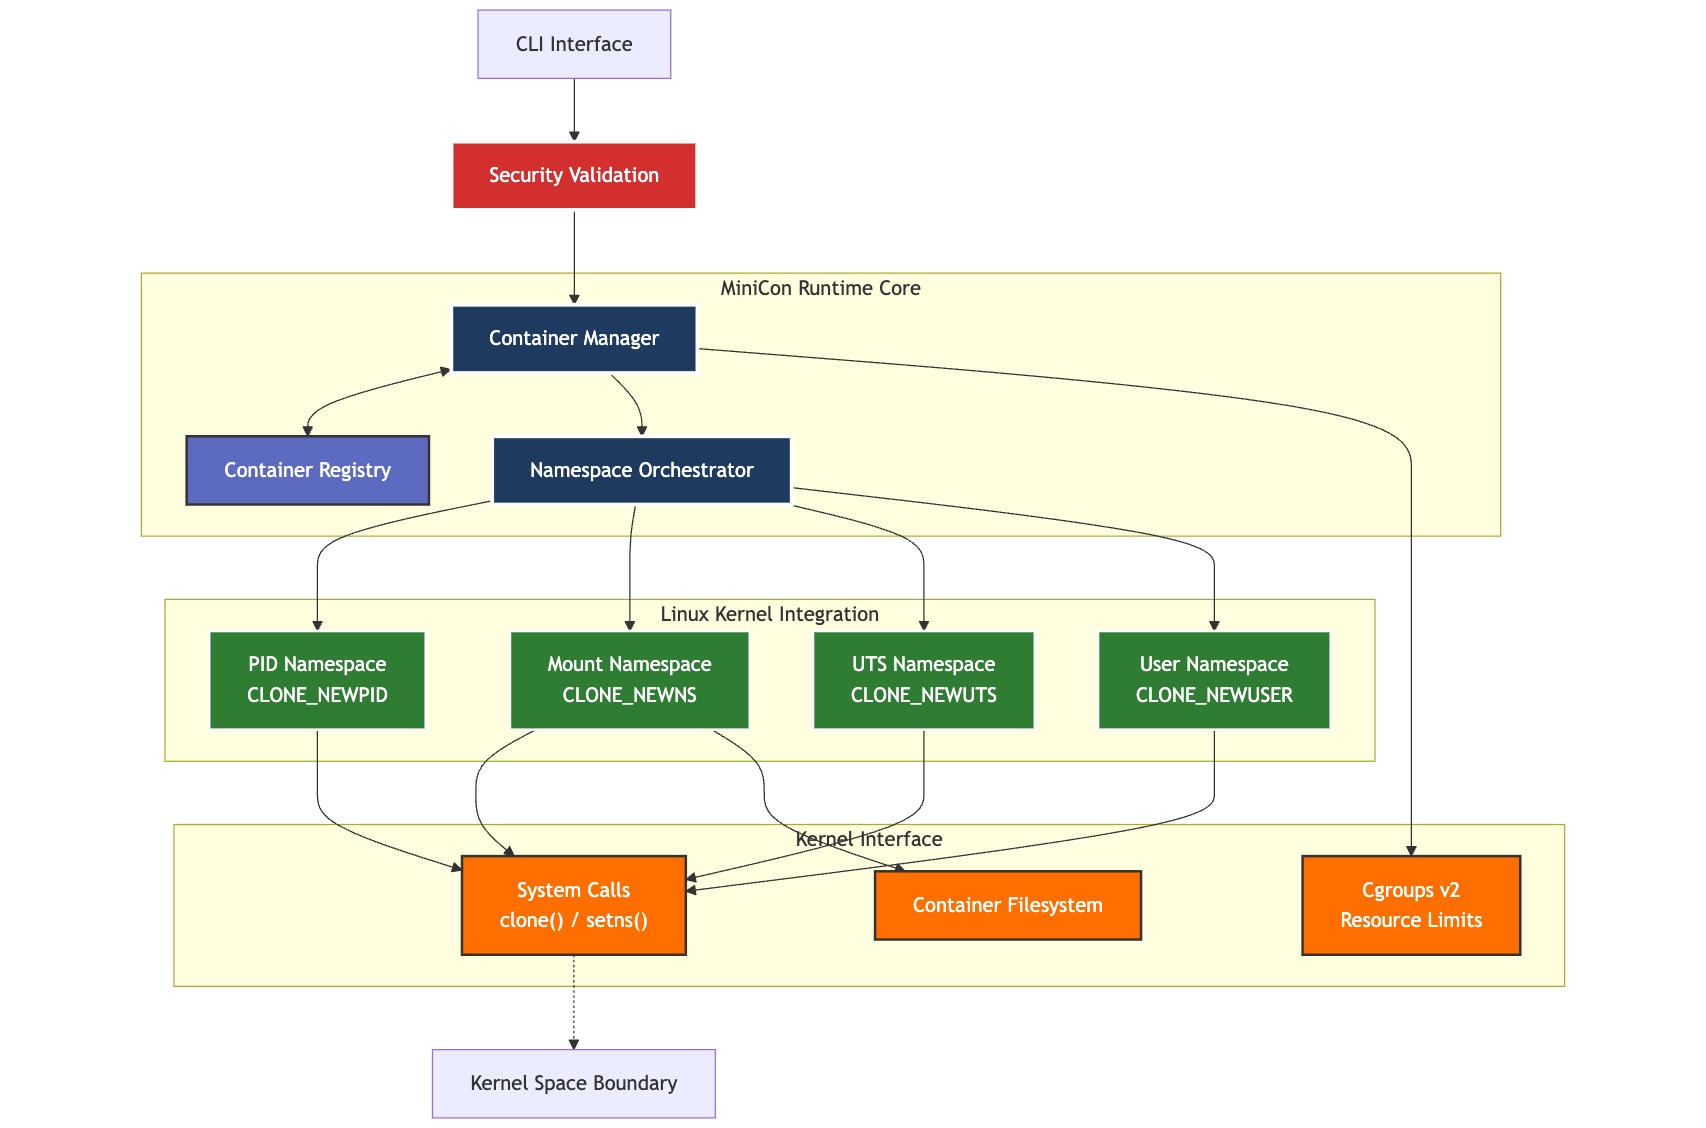 CLI Interface
Security Validation
MiniCon Runtime Core
Container Manager
Container Registry
Namespace Orchestrator
Linux Kernel Integration
PID Namespace
CLONE_NEWPID
Mount Namespace
CLONE_NEWNS
UTS Namespace
CLONE_NEWUTS
User Namespace
CLONE_NEWUSER
Kernel Interface
System Calls
clone() / setns()
Container Filesystem
Cgroups v2
Resource Limits
Kernel Space Boundary